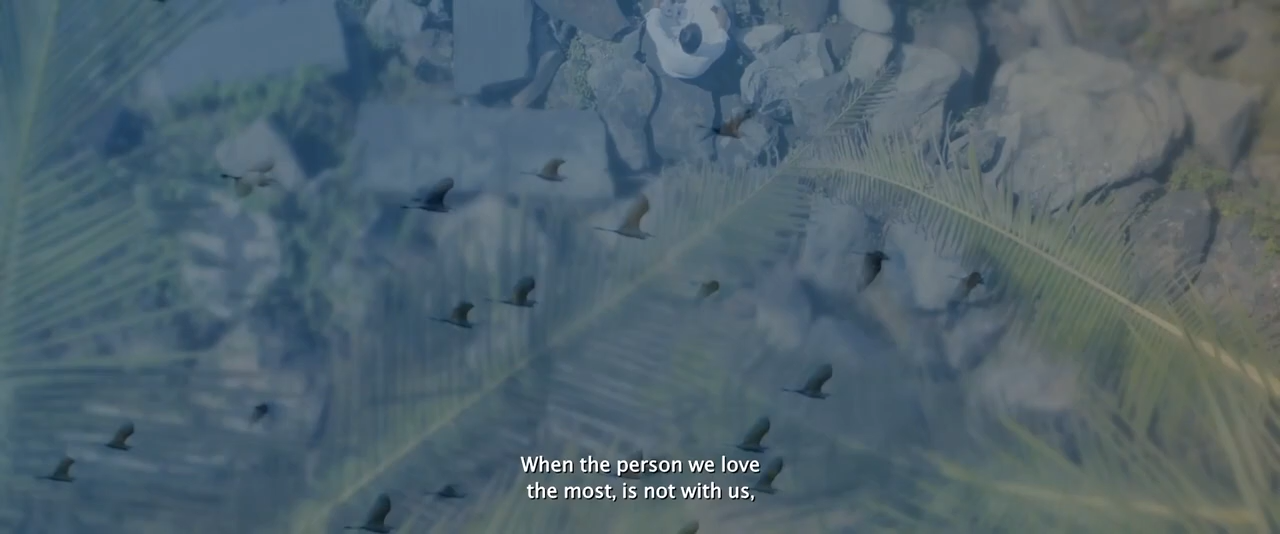 When the person we love
the most, is not with us,